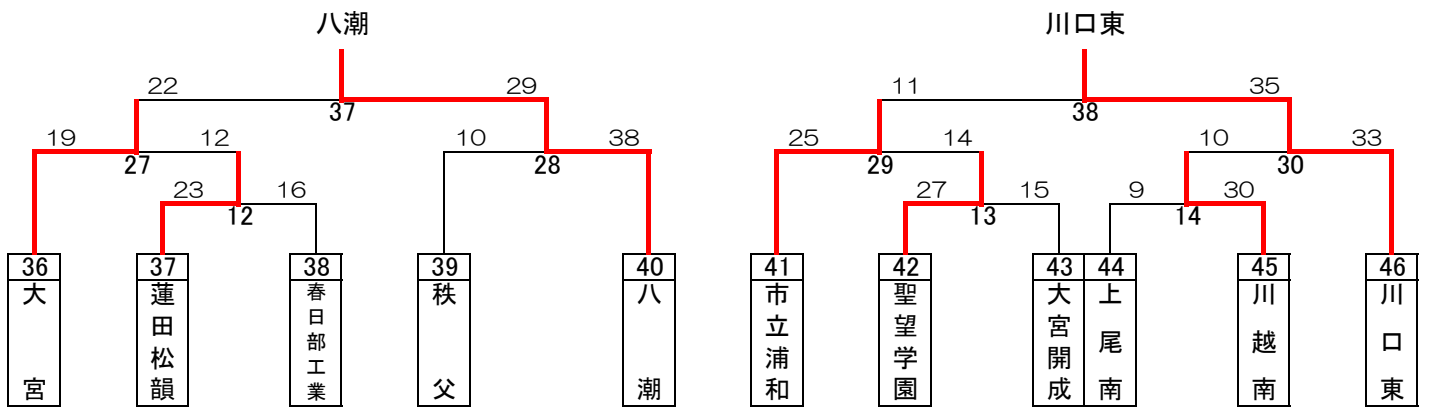 八潮 川口東
22 29 11 35
37 38
19 12 10 38 25 14 10 33
27 28 29 30
23 16 27 15 9 30
12 13 14
36 37 38 39 40 41 42 43 44 45 46
大宮
蓮田松韻
春日部工業
秩父
八潮
市立浦和
聖望学園
大宮開成
上尾南
川越南
川口東